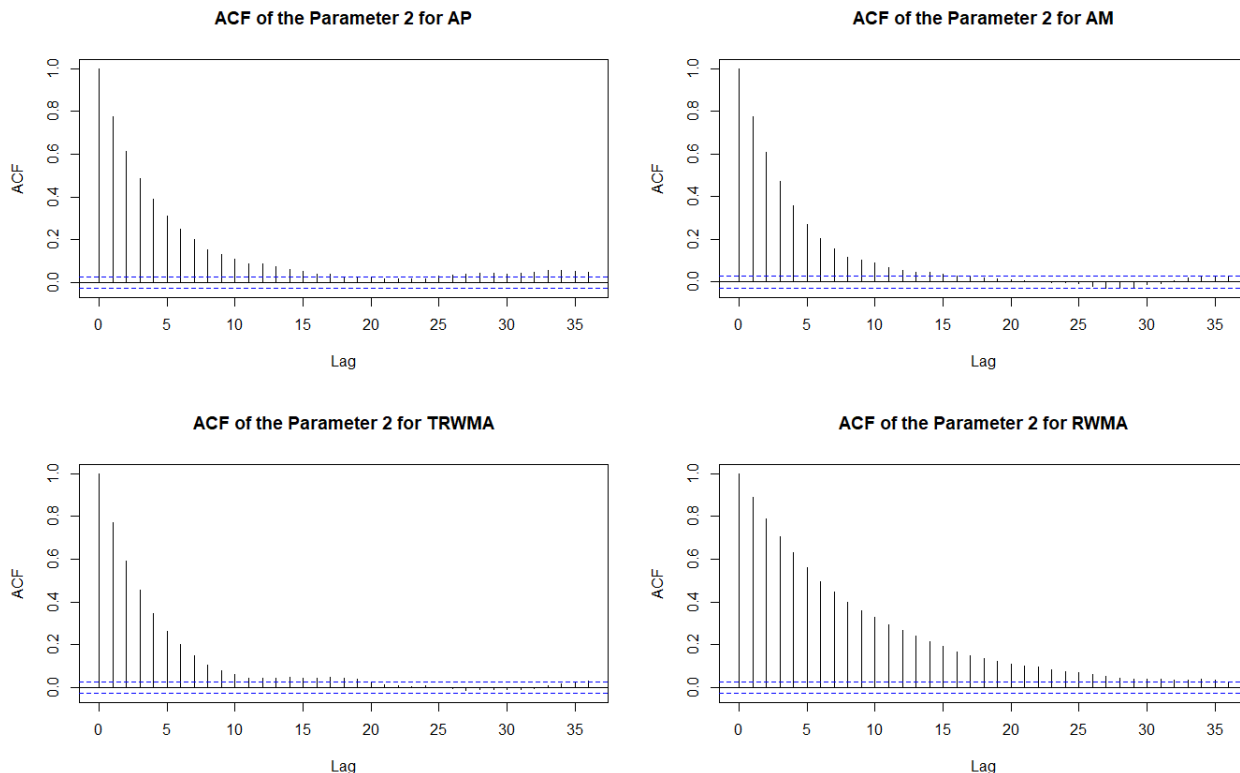 ACF of the Parameter 2 for AP
ACF
0.0 0.2 0.4 0.6 0.8 1.0
0 5 10 15 20 25 30 35
Lag
ACF of the Parameter 2 for AM
ACF
0.0 0.2 0.4 0.6 0.8 1.0
0 5 10 15 20 25 30 35
Lag
ACF of the Parameter 2 for TRWMA
ACF
0.0 0.2 0.4 0.6 0.8 1.0
0 5 10 15 20 25 30 35
Lag
ACF of the Parameter 2 for RWMA
ACF
0.0 0.2 0.4 0.6 0.8 1.0
0 5 10 15 20 25 30 35
Lag